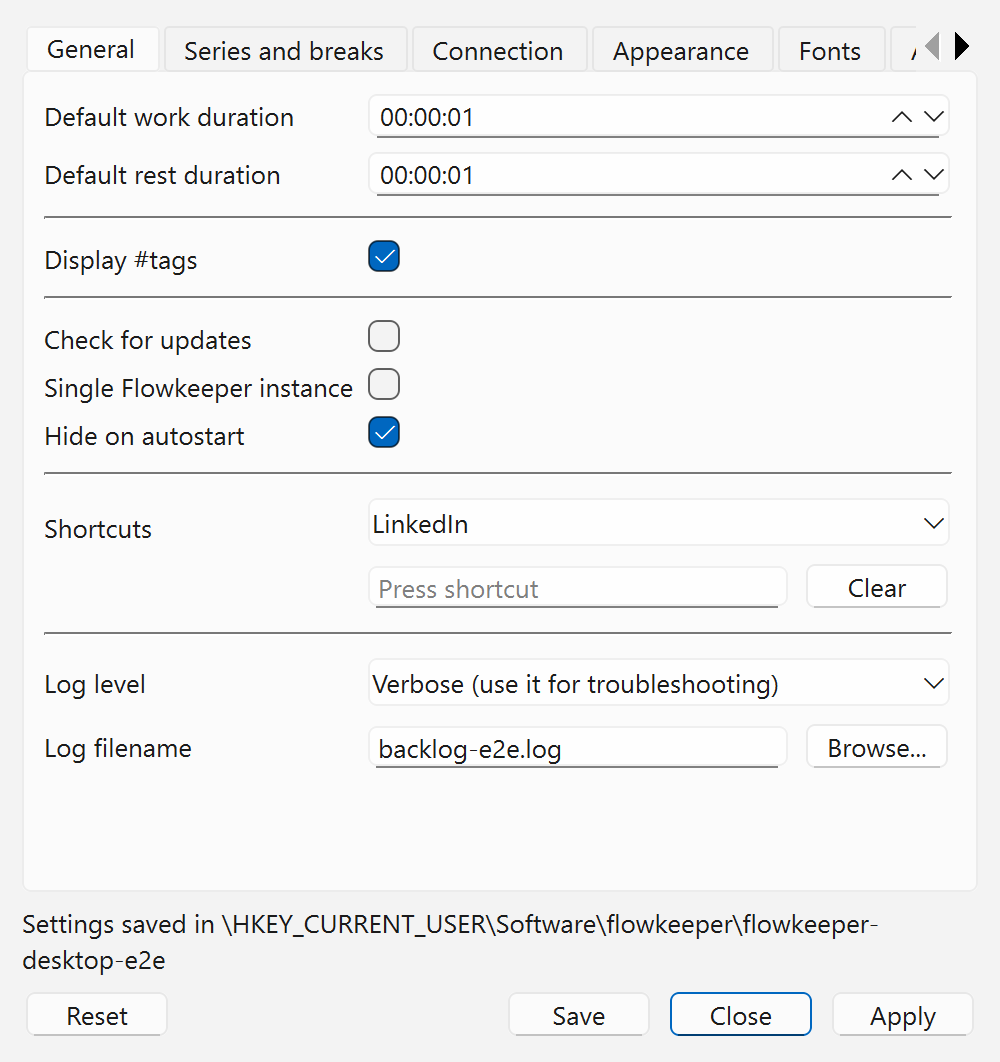 General Series and breaks Connection Appearance Fonts
Default work duration 00:00:01
Default rest duration 00:00:01
Display #tags
Check for updates
Single Flowkeeper instance
Hide on autostart
Shortcuts LinkedIn
Press shortcut Clear
Log level Verbose (use it for troubleshooting)
Log filename backlog-e2e.log Browse...
Settings saved in \HKEY_CURRENT_USER\Software\flowkeeper\flowkeeper-
desktop-e2e
Reset Save Close Apply